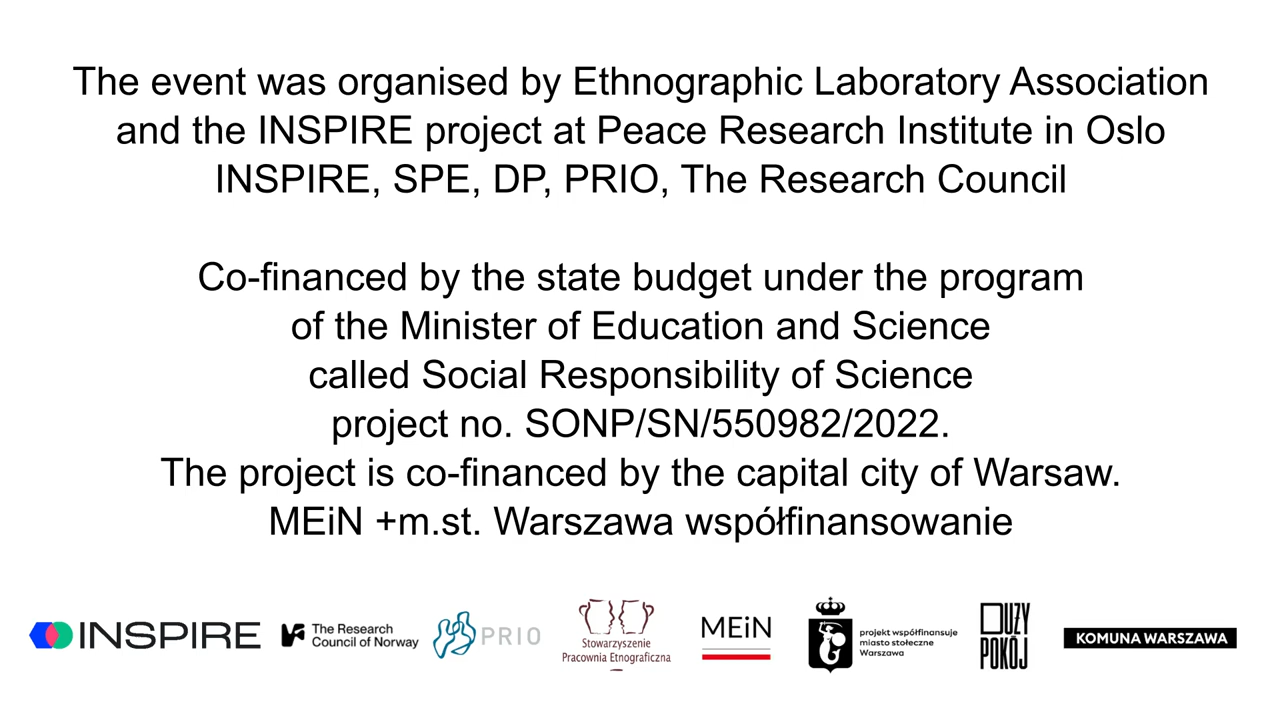 The event was organised by Ethnographic Laboratory Association
and the INSPIRE project at Peace Research Institute in Oslo
INSPIRE, SPE, DP, PRIO, The Research Council
Co-financed by the state budget under the program
of the Minister of Education and Science
called Social Responsibility of Science
project no. SONP/SN/550982/2022.
The project is co-financed by the capital city of Warsaw.
MEiN +m.st. Warszawa współfinansowanie
INSPIRE
The Research
Council of Norway
PRIO
Stowarzyszenie
Pracownia Etnograficzna
MEiN
projekt współfinansuje
miasto stołeczne
Warszawa
DUŻY
POKÓJ
KOMUNA WARSZAWA